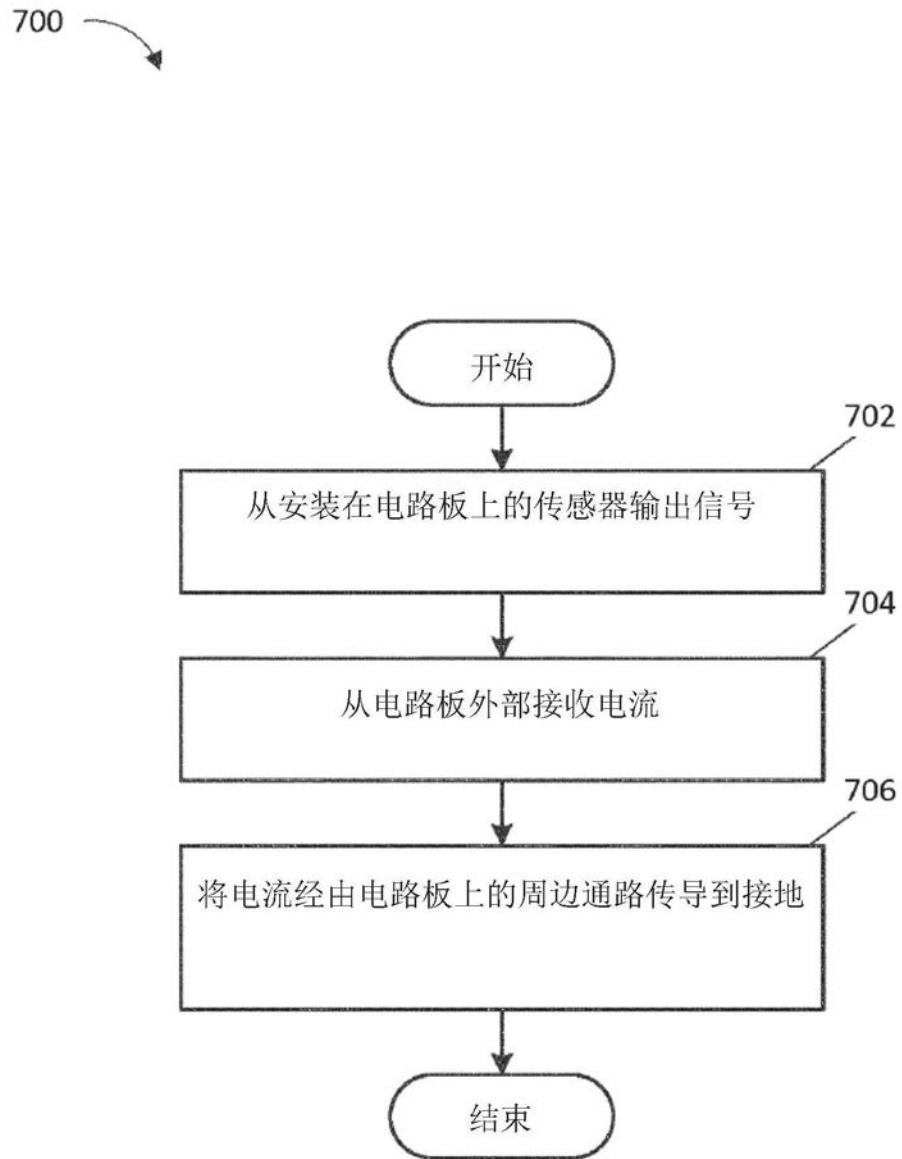 700
开始
702
从安装在电路板上的传感器输出信号
704
从电路板外部接收电流
706
将电流经由电路板上的周边通路传导到接地
结束